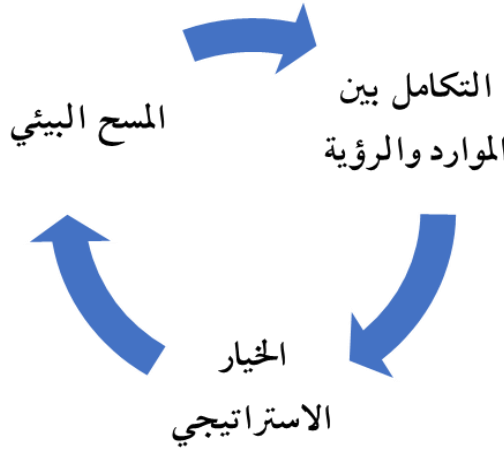 التكامل بين
الموارد والرؤية
المسح البيئي
الخيار
الاستراتيجي